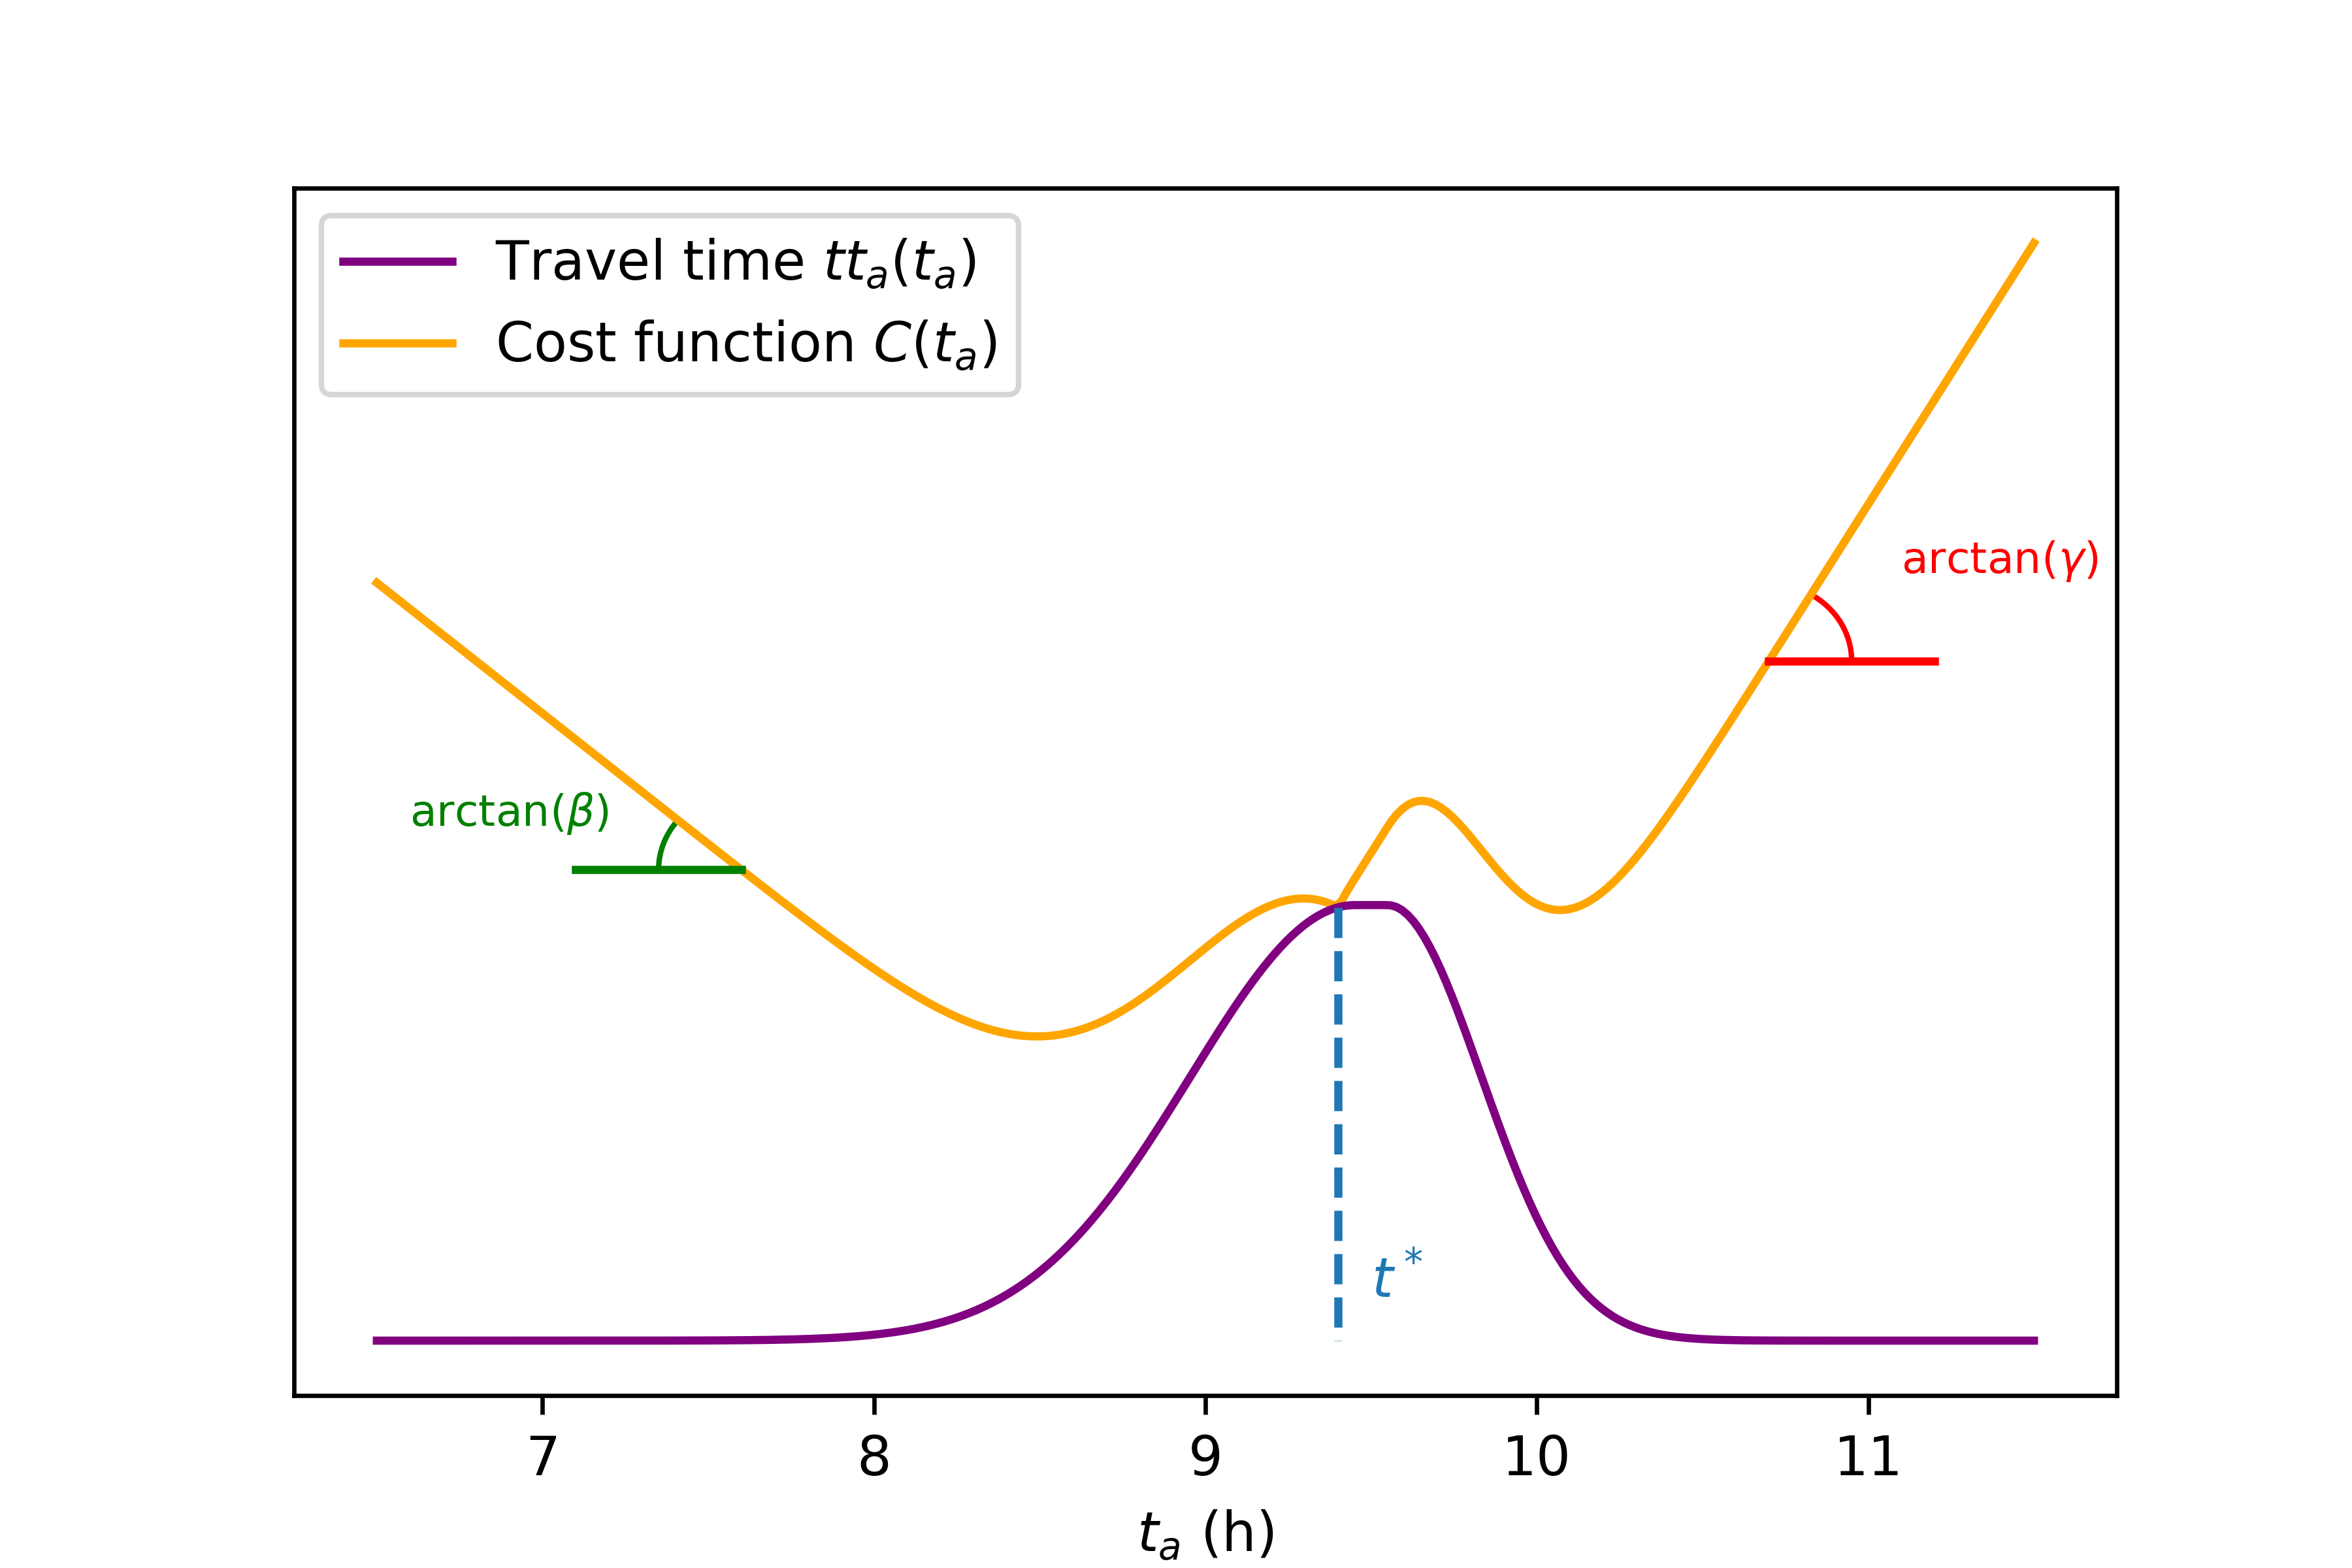 Travel time tt_a(t_a)
Cost function C(t_a)
arctan(γ)
arctan(β)
t*
7 8 9 10 11
t_a (h)